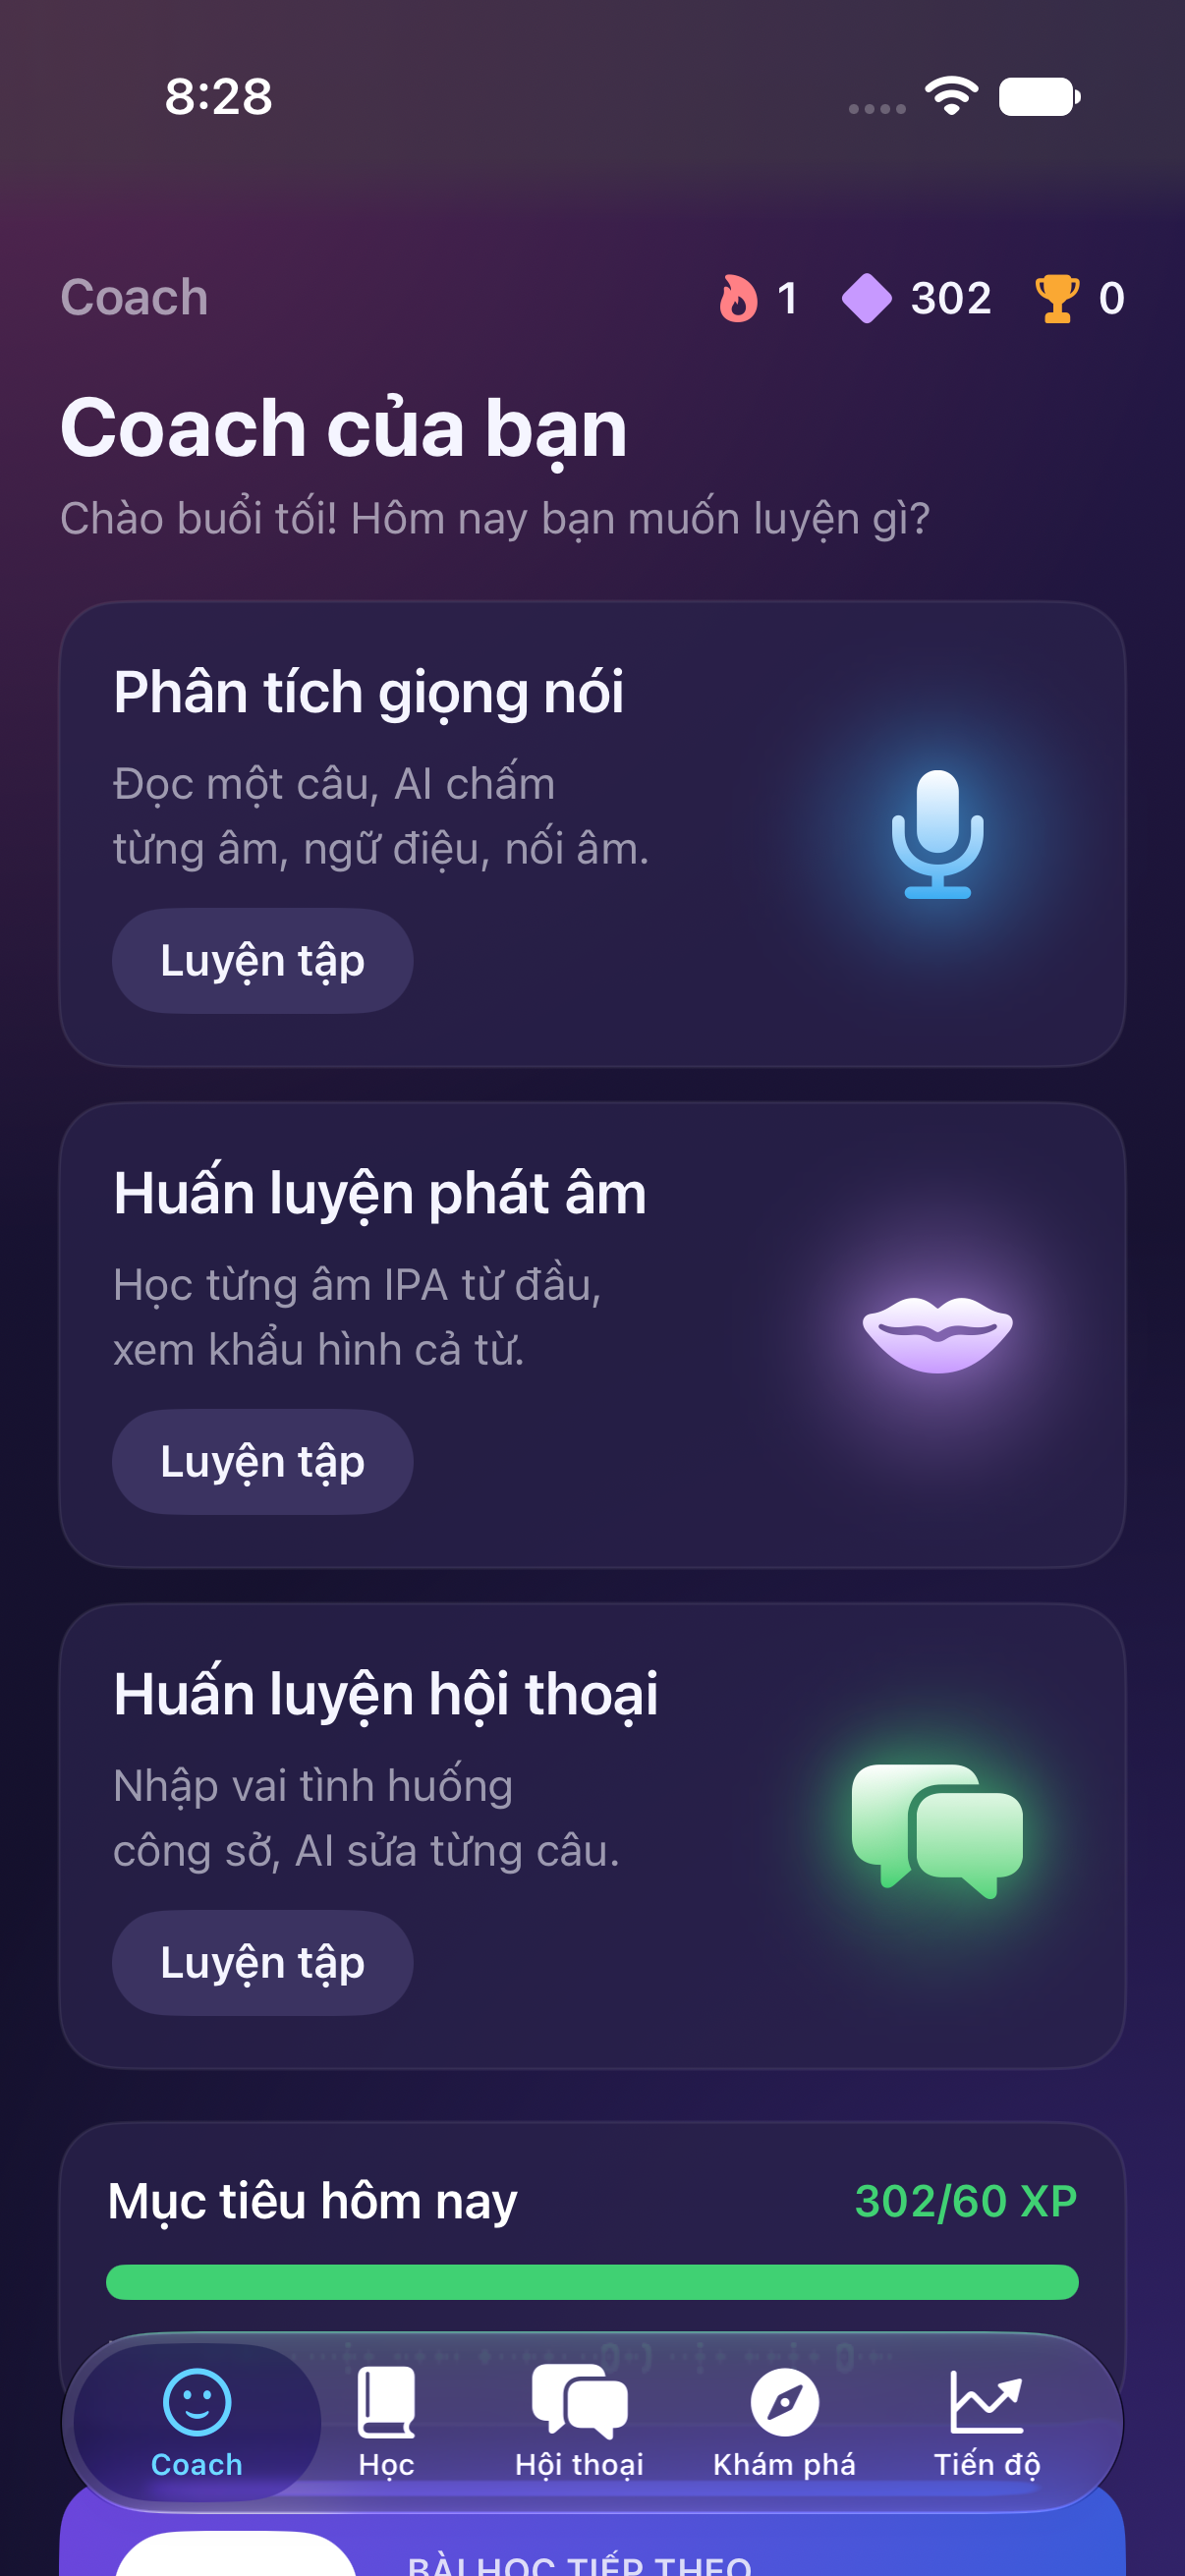 8:28
Coach 1 302 0
Coach của bạn
Chào buổi tối! Hôm nay bạn muốn luyện gì?
Phân tích giọng nói
Đọc một câu, AI chấm
từng âm, ngữ điệu, nối âm.
Luyện tập
Huấn luyện phát âm
Học từng âm IPA từ đầu,
xem khẩu hình cả từ.
Luyện tập
Huấn luyện hội thoại
Nhập vai tình huống
công sở, AI sửa từng câu.
Luyện tập
Mục tiêu hôm nay 302/60 XP
Coach Học Hội thoại Khám phá Tiến độ
BÀI HỌC TIẾP THEO